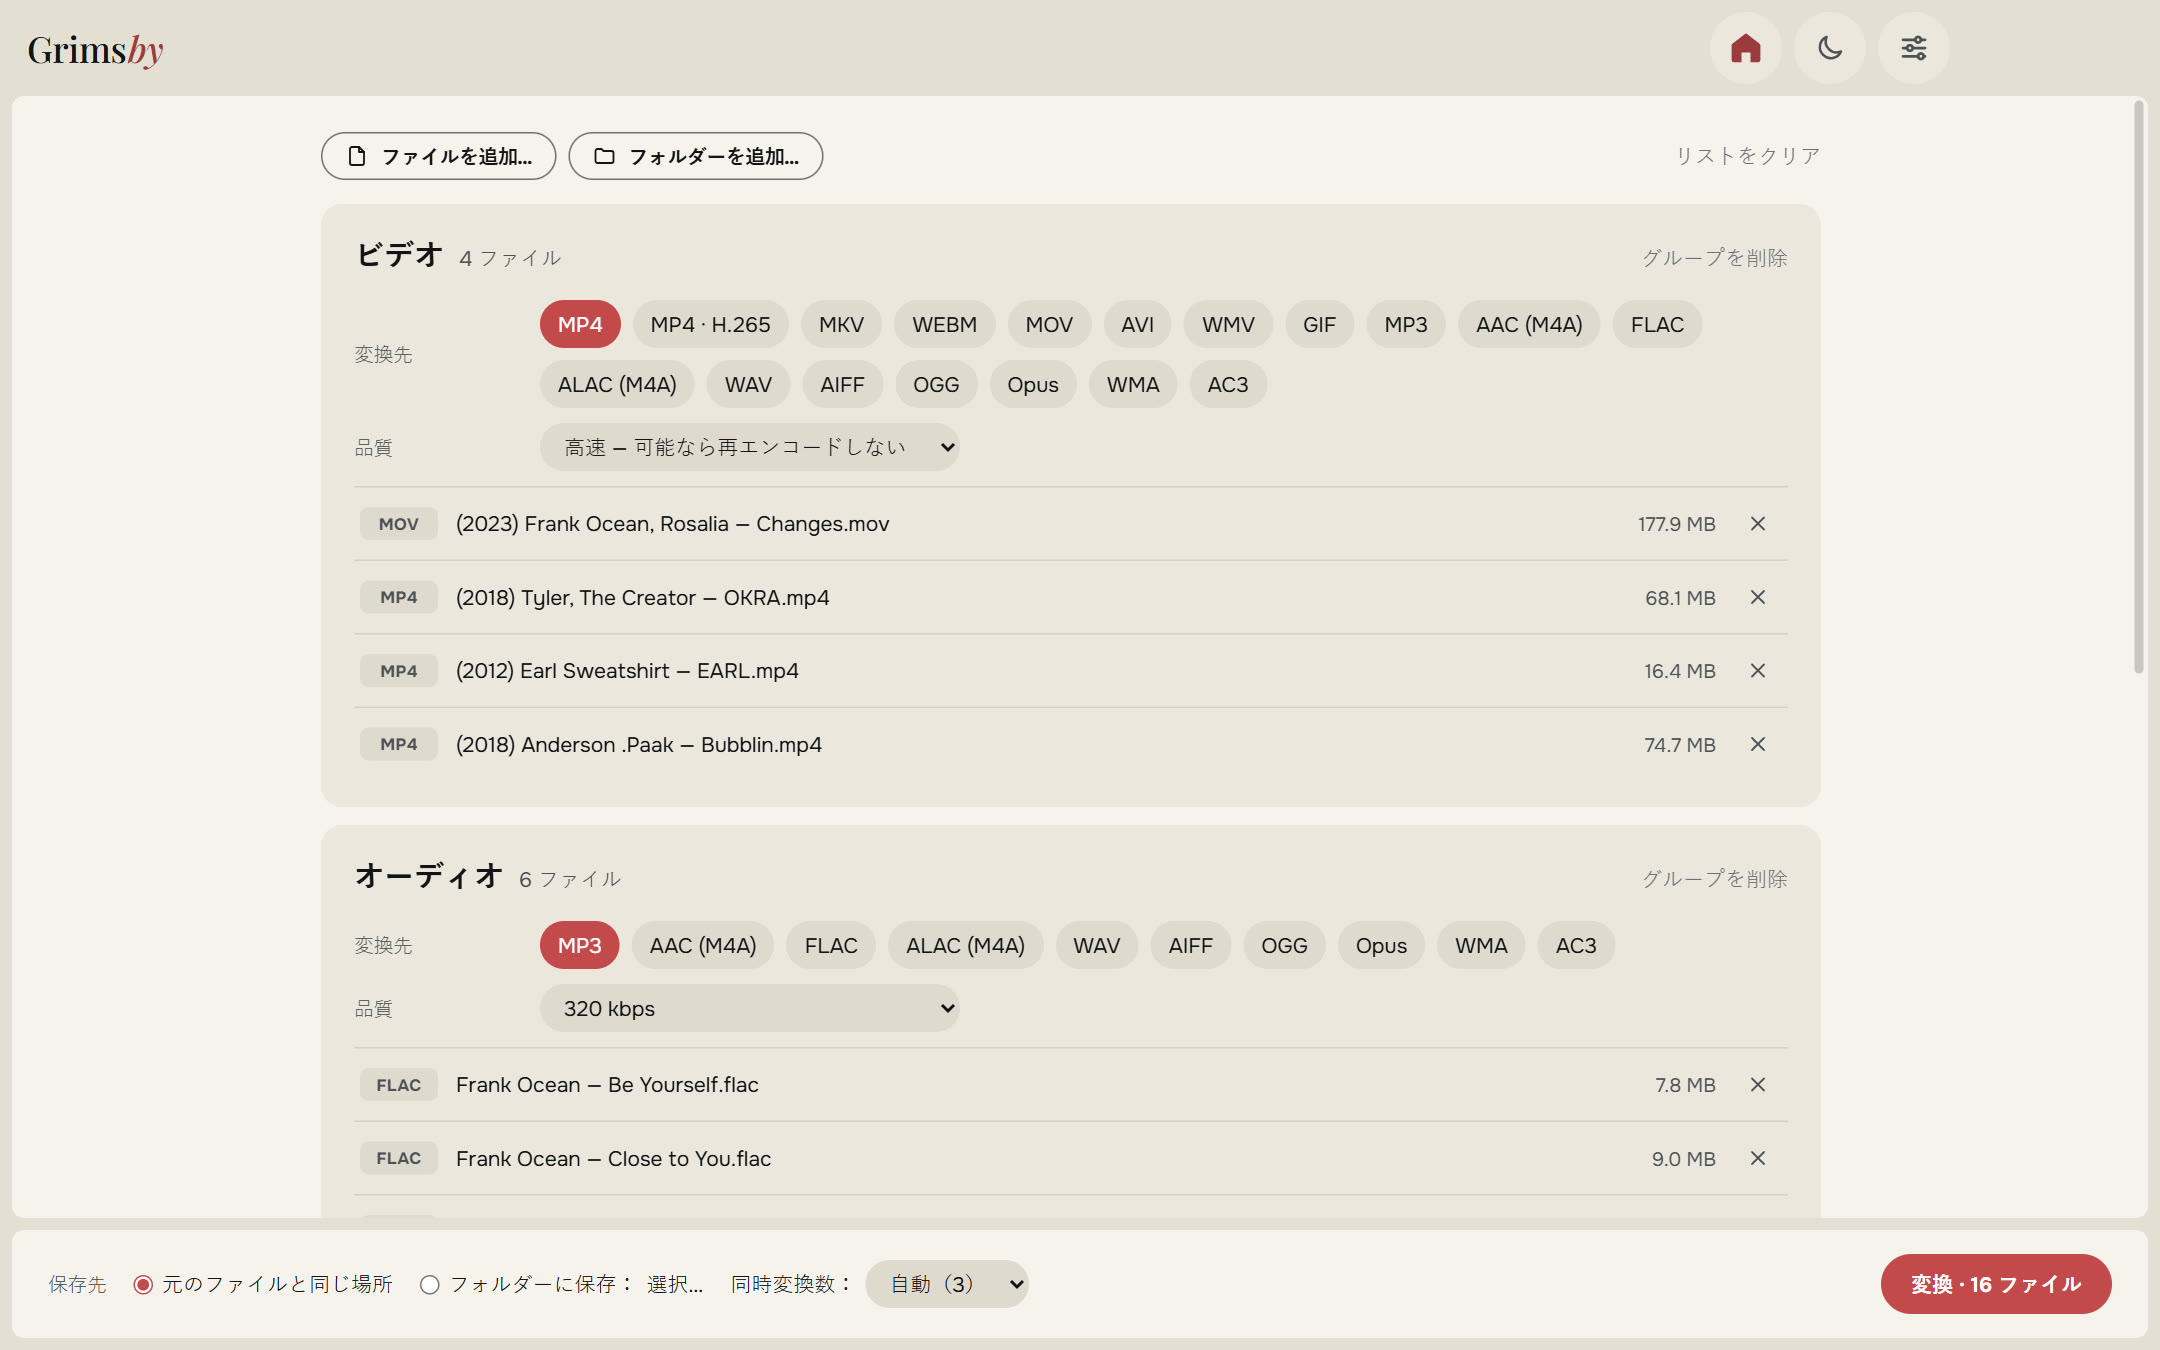 Grimsby
ファイルを追加... フォルダーを追加... リストをクリア
ビデオ 4 ファイル グループを削除
変換先
MP4 MP4 · H.265 MKV WEBM MOV AVI WMV GIF MP3 AAC (M4A) FLAC
ALAC (M4A) WAV AIFF OGG Opus WMA AC3
品質 高速 – 可能なら再エンコードしない
MOV (2023) Frank Ocean, Rosalia – Changes.mov 177.9 MB
MP4 (2018) Tyler, The Creator – OKRA.mp4 68.1 MB
MP4 (2012) Earl Sweatshirt – EARL.mp4 16.4 MB
MP4 (2018) Anderson .Paak – Bubblin.mp4 74.7 MB
オーディオ 6 ファイル グループを削除
変換先 MP3 AAC (M4A) FLAC ALAC (M4A) WAV AIFF OGG Opus WMA AC3
品質 320 kbps
FLAC Frank Ocean – Be Yourself.flac 7.8 MB
FLAC Frank Ocean – Close to You.flac 9.0 MB
保存先 元のファイルと同じ場所 フォルダーに保存： 選択... 同時変換数： 自動（3） 変換 · 16 ファイル